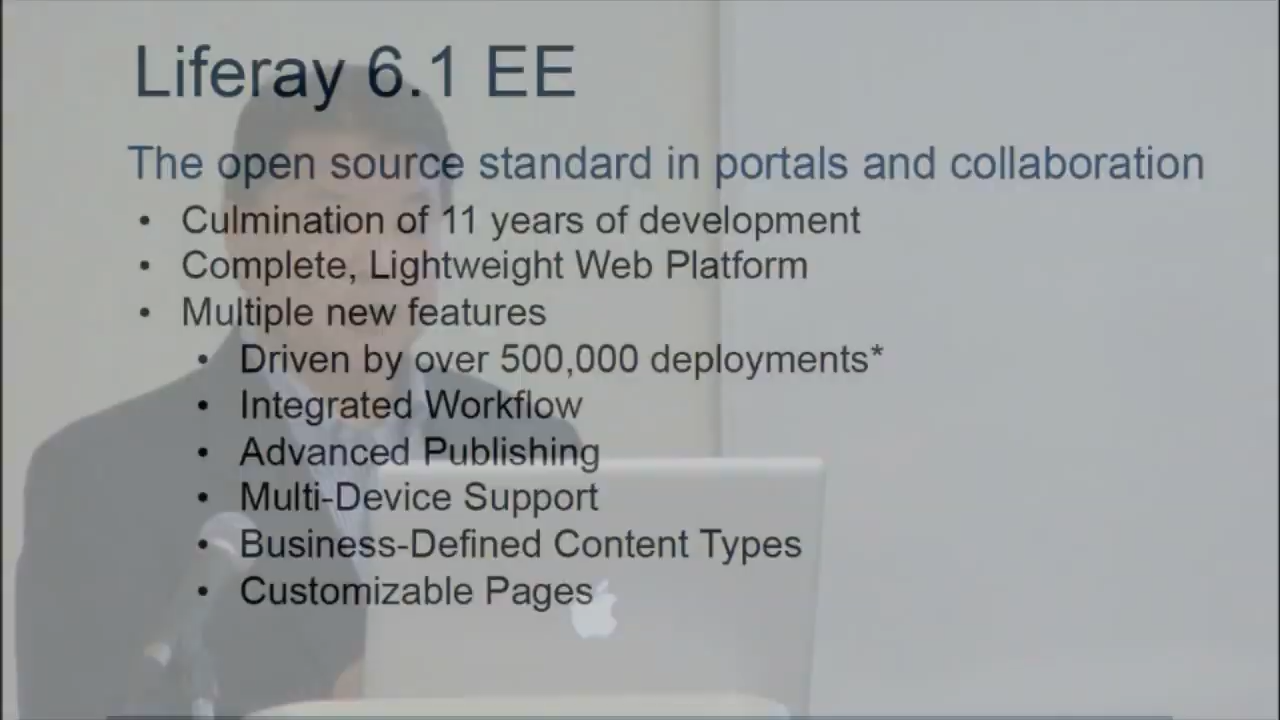 Liferay 6.1 EE
The open source standard in portals and collaboration
• Culmination of 11 years of development
• Complete, Lightweight Web Platform
• Multiple new features
• Driven by over 500,000 deployments*
• Integrated Workflow
• Advanced Publishing
• Multi-Device Support
• Business-Defined Content Types
• Customizable Pages